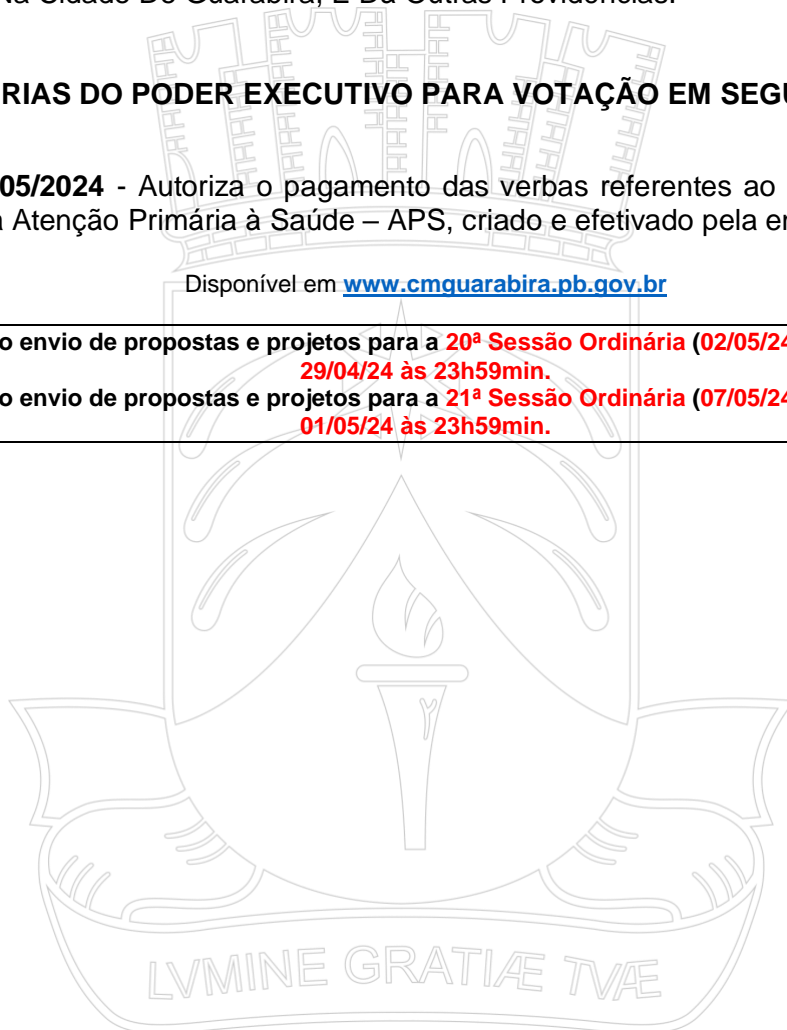 Na Cidade De Guarabira, E Dá Outras Providências.
RIAS DO PODER EXECUTIVO PARA VOTAÇÃO EM SEGU
05/2024 - Autoriza o pagamento das verbas referentes ao
a Atenção Primária à Saúde – APS, criado e efetivado pela e
Disponível em www.cmguarabira.pb.gov.br
o envio de propostas e projetos para a 20ª Sessão Ordinária (02/05/24
29/04/24 às 23h59min.
o envio de propostas e projetos para a 21ª Sessão Ordinária (07/05/24
01/05/24 às 23h59min.
LVMINE GRATIÆ TVÆ